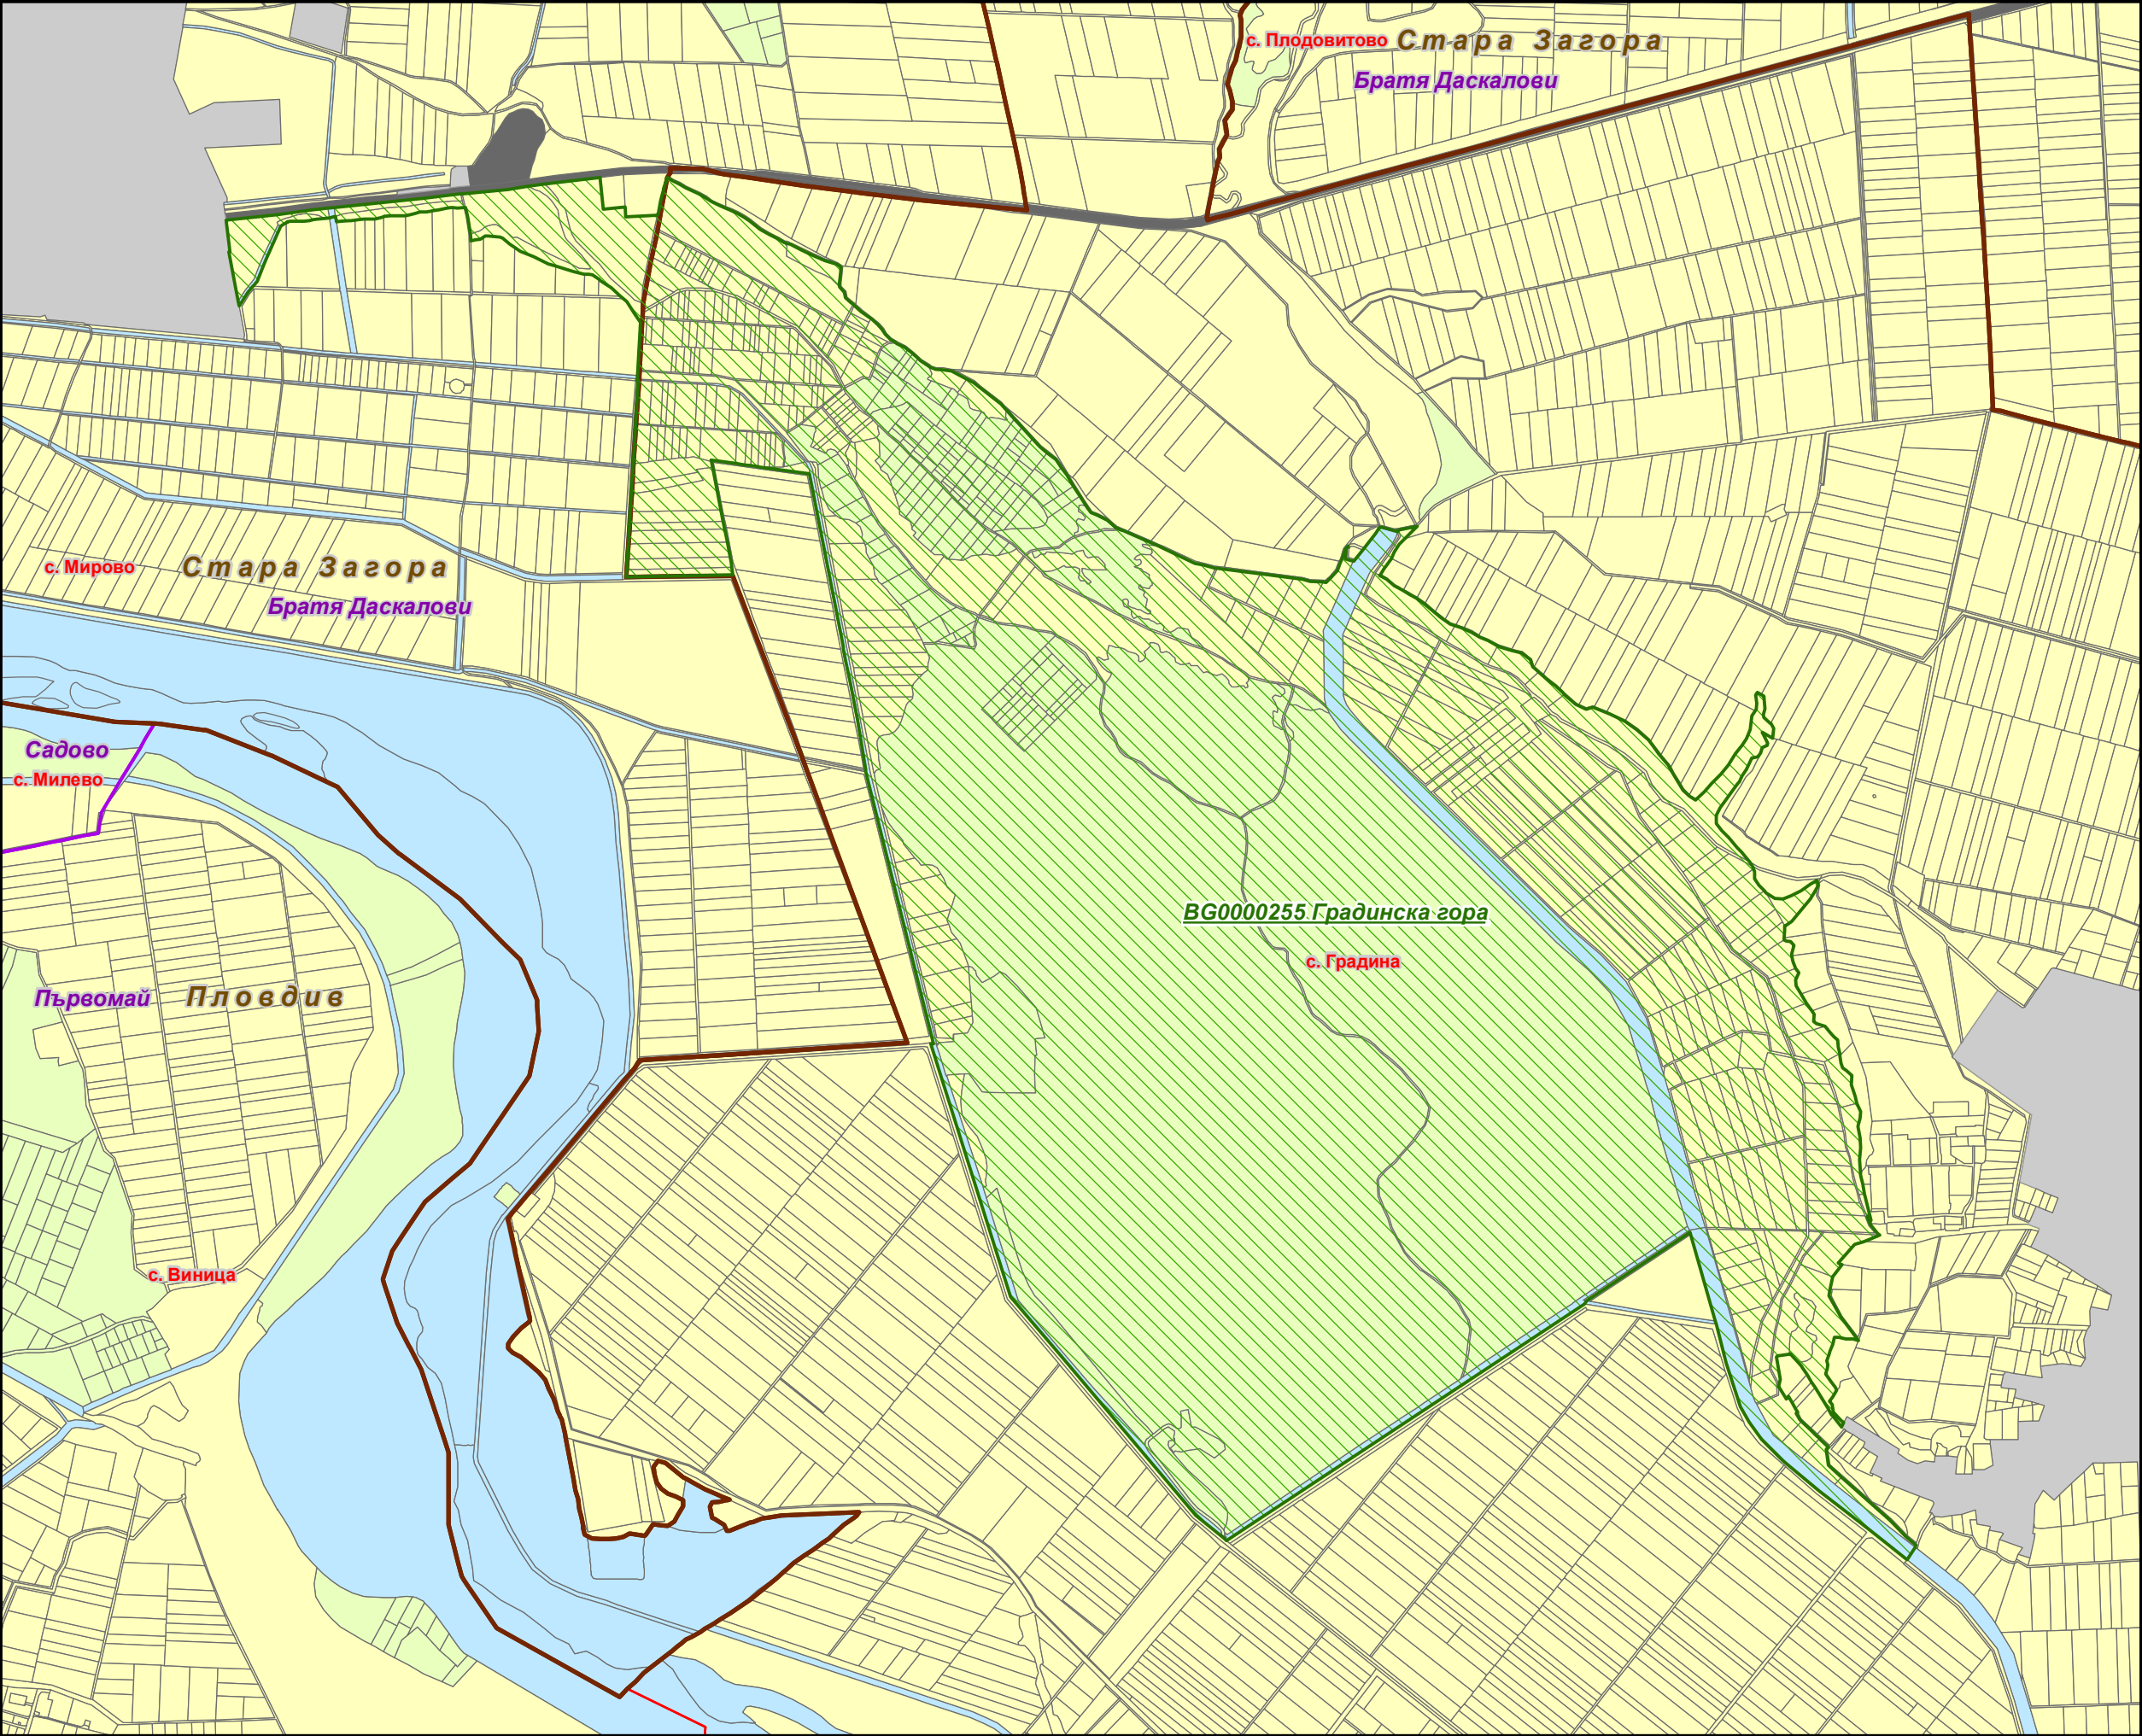 с. Плодовитово
Стара Загора
Братя Даскалови
с. Мирово
Стара Загора
Братя Даскалови
Садово
с. Милево
BG0000255 Градинска гора
с. Градина
Първомай
Пловдив
с. Виница